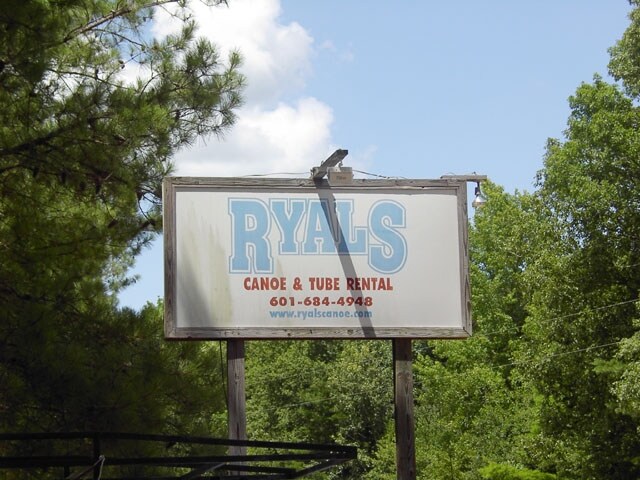 RYALS
CANOE & TUBE RENTAL
601-684-4948
www.ryalscanoe.com